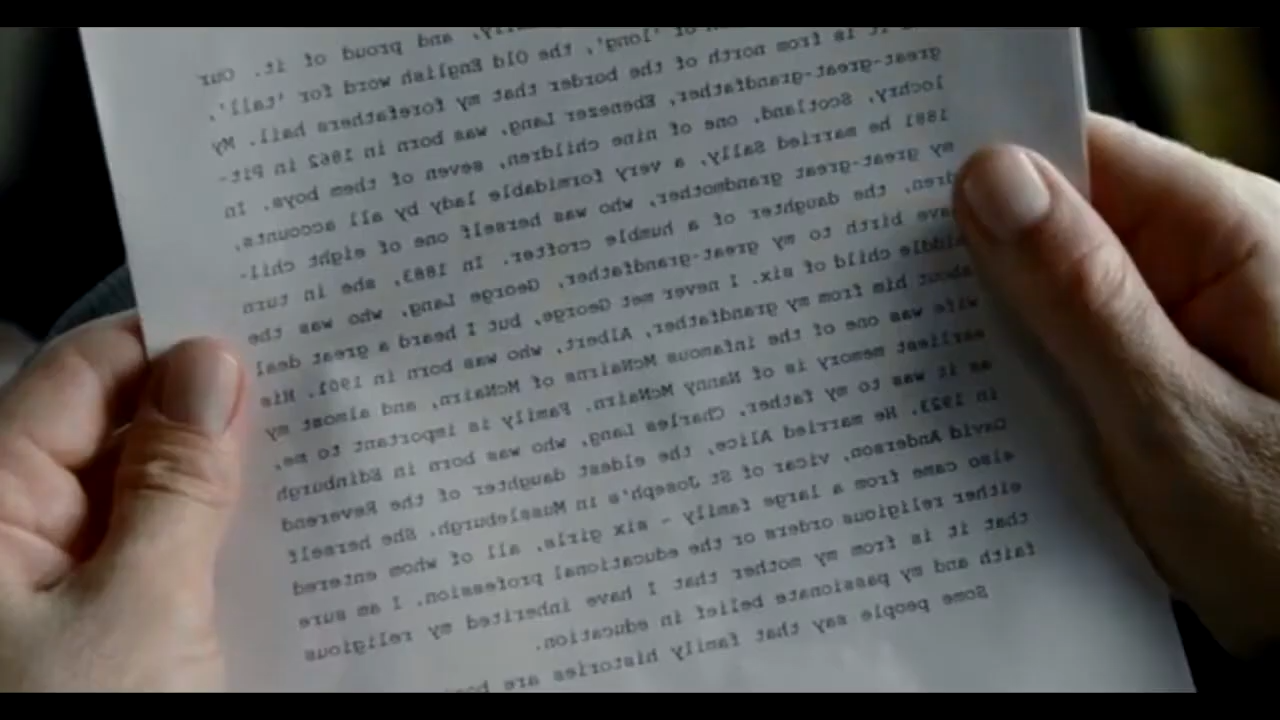 and proud of it. Our
of 'long', the Old English word for 'tall',
it is from north of the border that my forefathers hail. My
great-great-grandfather, Ebenezer Lang, was born in 1862 in Pit-
lochry, Scotland, one of nine children, seven of them boys. In
1881 he married Sally, a very formidable lady by all accounts,
my great-great grandmother, who was herself one of eight chil-
dren, the daughter of a humble crofter. In 1883, she in turn
gave birth to my great-grandfather, George Lang, who was the
middle child of six. I never met George, but I heard a great deal
about him from my grandfather, Albert, who was born in 1901. His
wife was one of the infamous McNairns of McNairn, and almost my
earliest memory is of Nanny McNairn. Family is important to me,
as it was to my father, Charles Lang, who was born in Edinburgh
in 1923. He married Alice, the eldest daughter of the Reverend
David Anderson, vicar of St Joseph's in Musselburgh. She herself
also came from a large family – six girls, all of whom entered
either religious orders or the educational profession. I am sure
that it is from my mother that I have inherited my religious
faith and my passionate belief in education.
Some people say that family histories are